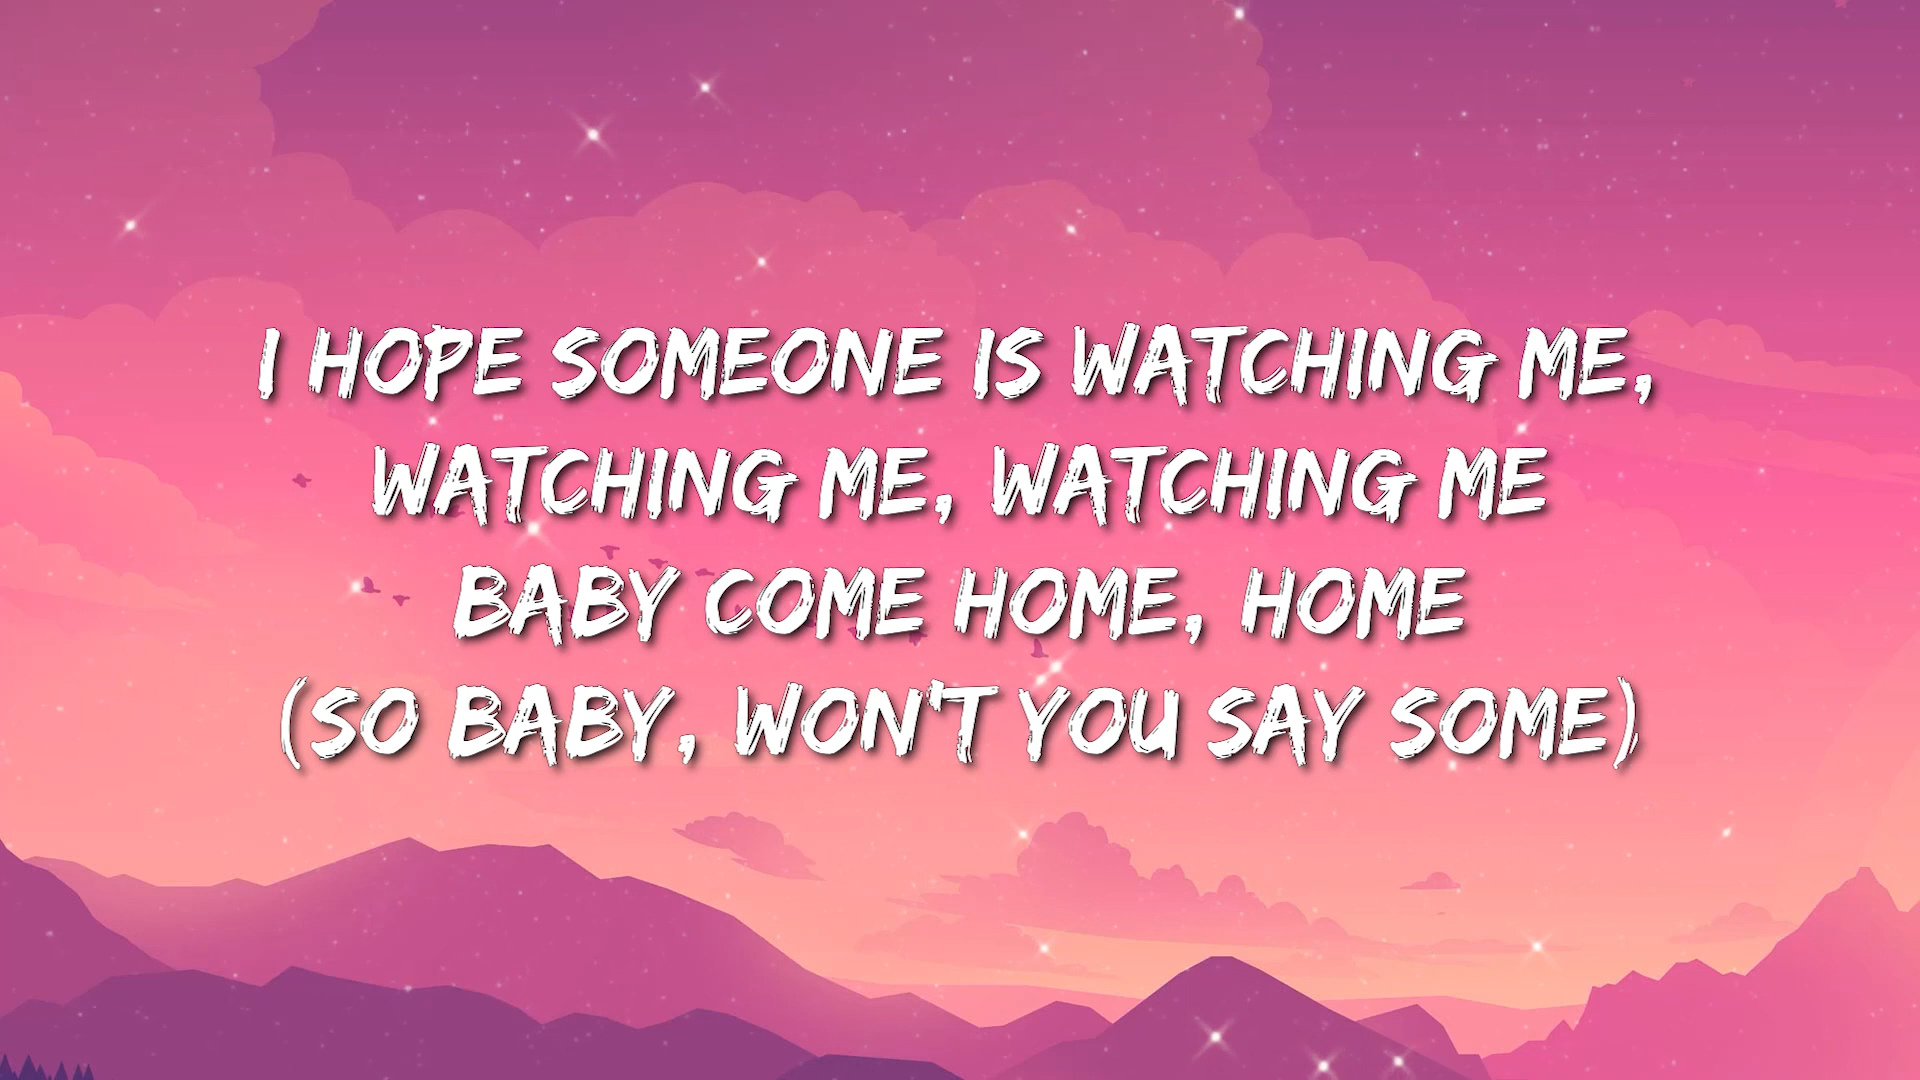 I HOPE SOMEONE IS WATCHING ME,
WATCHING ME, WATCHING ME
BABY COME HOME, HOME
(SO BABY, WON'T YOU SAY SOME)